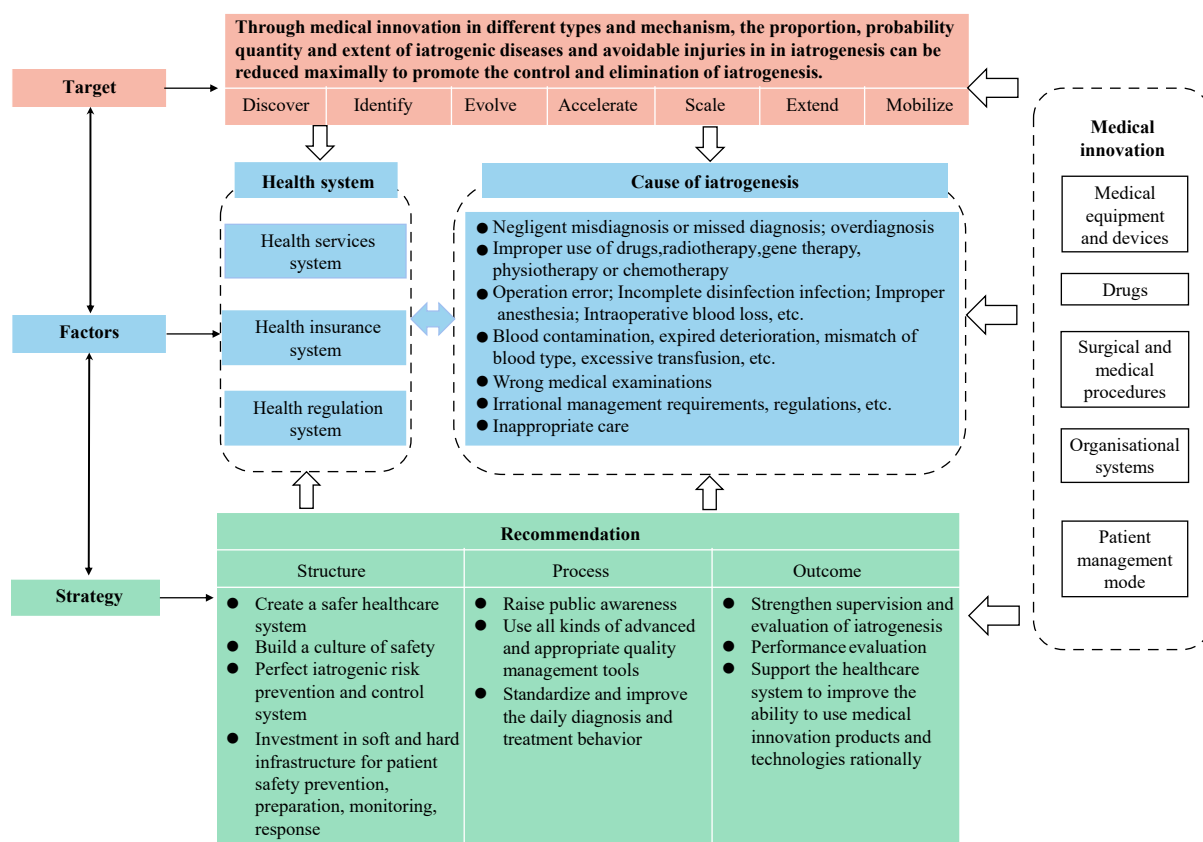 Through medical innovation in different types and mechanism, the proportion, probability
quantity and extent of iatrogenic diseases and avoidable injuries in in iatrogenesis can be
reduced maximally to promote the control and elimination of iatrogenesis.
Target
Discover
Identify
Evolve
Accelerate
Scale
Extend
Mobilize
Factors
Health system
Health services
system
Health insurance
system
Health regulation
system
Cause of iatrogenesis
● Negligent misdiagnosis or missed diagnosis; overdiagnosis
● Improper use of drugs,radiotherapy,gene therapy,
physiotherapy or chemotherapy
● Operation error; Incomplete disinfection infection; Improper
anesthesia; Intraoperative blood loss, etc.
● Blood contamination, expired deterioration, mismatch of
blood type, excessive transfusion, etc.
● Wrong medical examinations
● Irrational management requirements, regulations, etc.
● Inappropriate care
Strategy
Recommendation
Structure
● Create a safer healthcare
system
● Build a culture of safety
● Perfect iatrogenic risk
prevention and control
system
● Investment in soft and hard
infrastructure for patient
safety prevention,
preparation, monitoring,
response
Process
● Raise public awareness
● Use all kinds of advanced
and appropriate quality
management tools
● Standardize and improve
the daily diagnosis and
treatment behavior
Outcome
● Strengthen supervision and
evaluation of iatrogenesis
● Performance evaluation
● Support the healthcare
system to improve the
ability to use medical
innovation products and
technologies rationally
Medical
innovation
Medical
equipment
and devices
Drugs
Surgical and
medical
procedures
Organisational
systems
Patient
management
mode